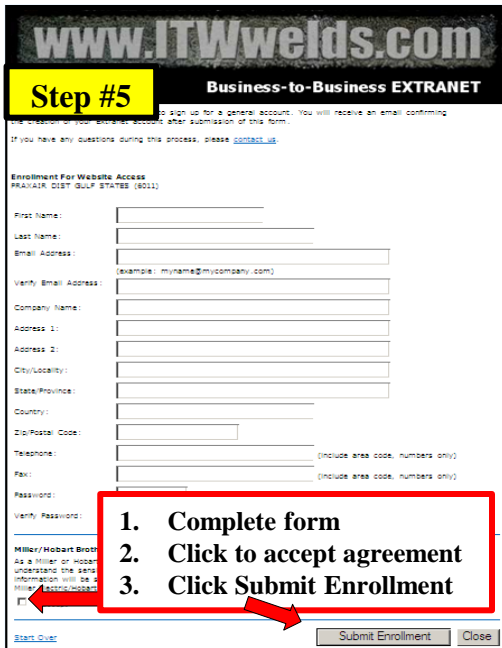 www.ITWwelds.com
Business-to-Business EXTRANET
Step #5
to sign up for a general account. You will receive an email confirming
the creation of your Extranet account after submission of this form.
If you have any questions during this process, please contact us.
Enrollment For Website Access
PRAXAIR DIST GULF STATES (6011)
First Name:
Last Name:
Email Address:
(example: myname@mycompany.com)
Verify Email Address:
Company Name:
Address 1:
Address 2:
City/Locality:
State/Province:
Country:
Zip/Postal Code:
Telephone: (include area code, numbers only)
Fax: (include area code, numbers only)
Password:
Verify Password:
1. Complete form
2. Click to accept agreement
3. Click Submit Enrollment
Miller/Hobart
As a Miller or Hobart
understand the
information will be
Miller Electric/Hobart
Start Over
Submit Enrollment Close